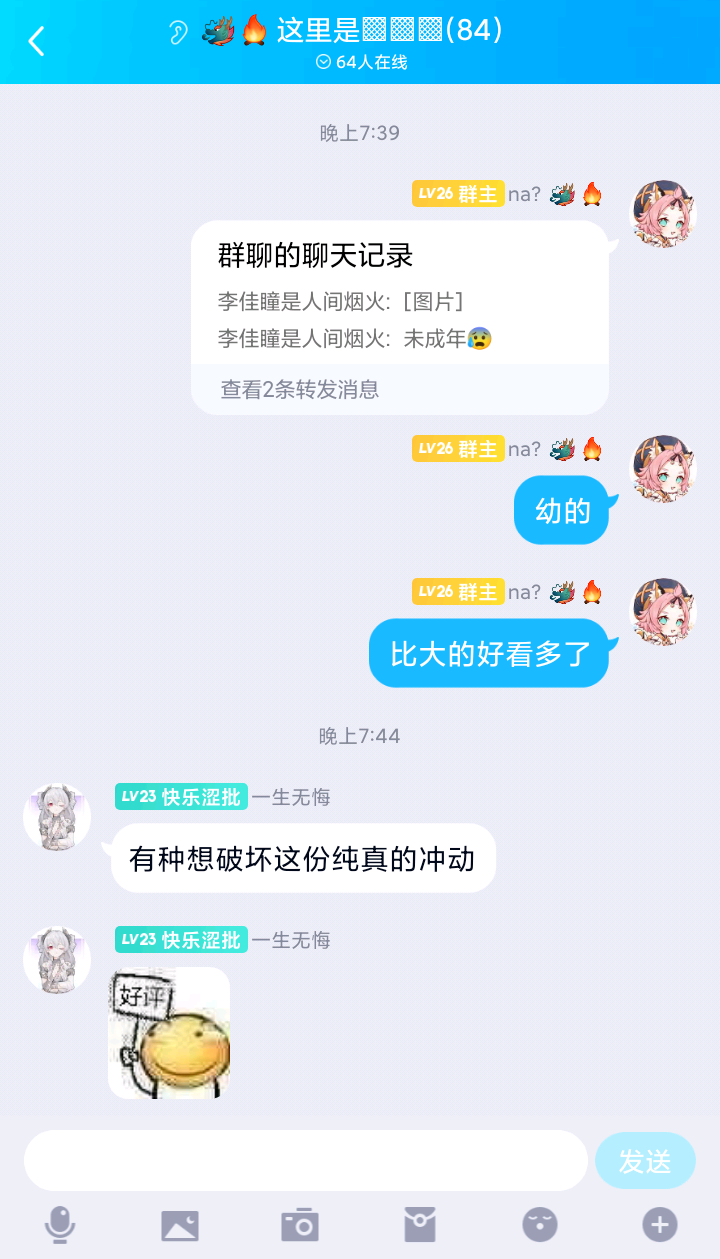 这里是▩▩▩(84)
64人在线
晚上7:39
LV26 群主 na?
群聊的聊天记录
李佳瞳是人间烟火: [图片]
李佳瞳是人间烟火: 未成年😰
查看2条转发消息
LV26 群主 na?
幼的
LV26 群主 na?
比大的好看多了
晚上7:44
LV23 快乐涩批 一生无悔
有种想破坏这份纯真的冲动
LV23 快乐涩批 一生无悔
好评
发送